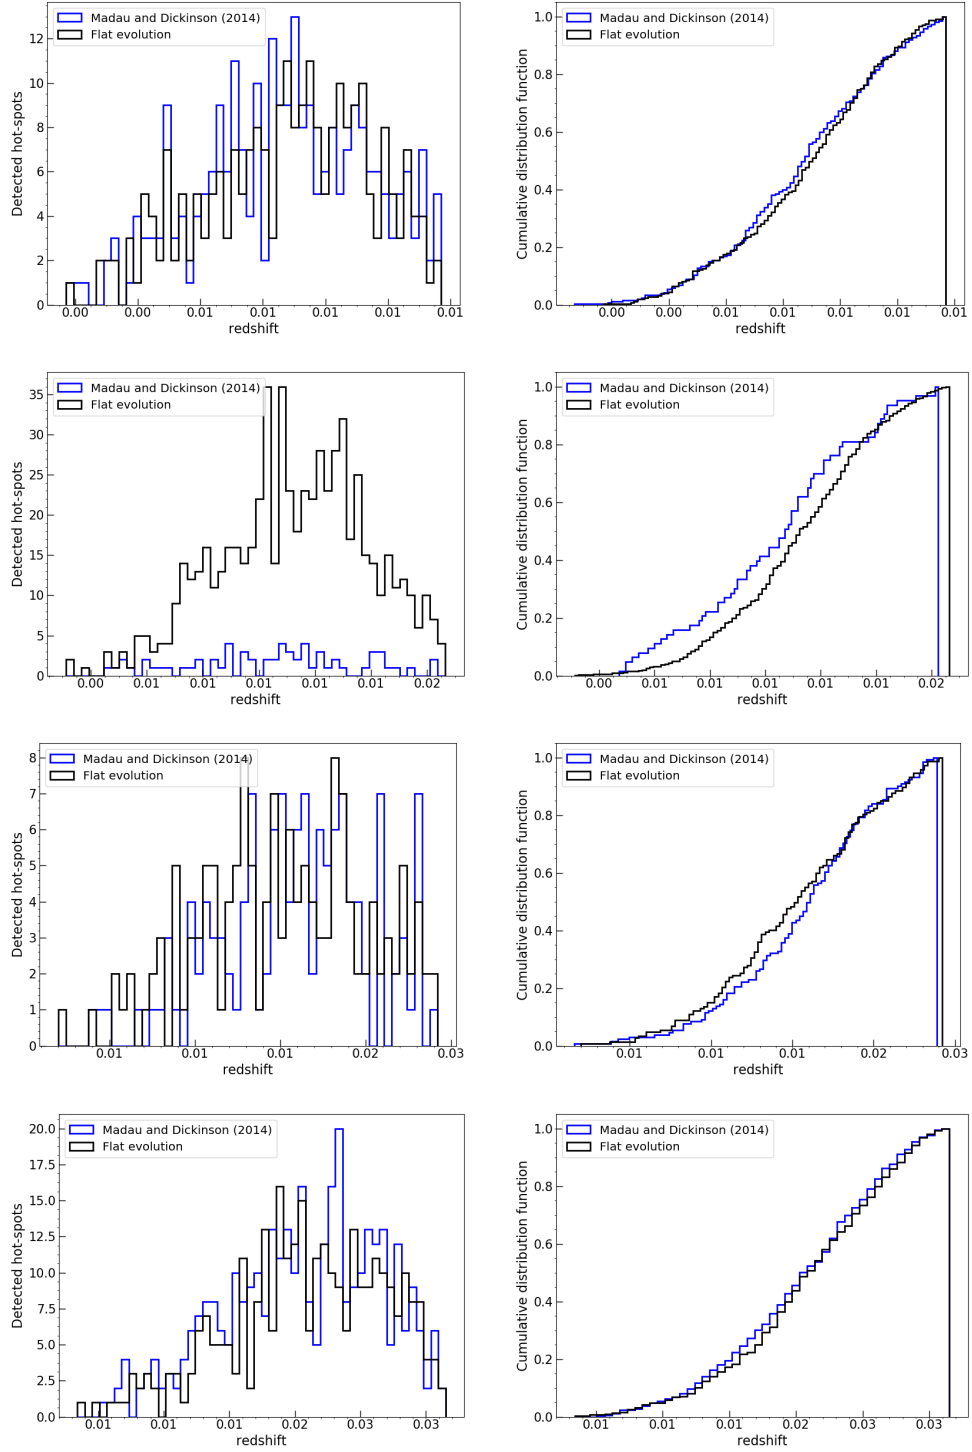 Madau and Dickinson (2014)
Flat evolution
Detected hot-spots
12
10
8
6
4
2
0
0.00 0.00 0.01 0.01 0.01 0.01 0.01
redshift
Madau and Dickinson (2014)
Flat evolution
Cumulative distribution function
1.0
0.8
0.6
0.4
0.2
0.0
0.00 0.00 0.01 0.01 0.01 0.01 0.01
redshift
Madau and Dickinson (2014)
Flat evolution
Detected hot-spots
35
30
25
20
15
10
5
0
0.00 0.01 0.01 0.01 0.01 0.01 0.02
redshift
Madau and Dickinson (2014)
Flat evolution
Cumulative distribution function
1.0
0.8
0.6
0.4
0.2
0.0
0.00 0.01 0.01 0.01 0.01 0.01 0.02
redshift
Madau and Dickinson (2014)
Flat evolution
Detected hot-spots
8
7
6
5
4
3
2
1
0
0.01 0.01 0.01 0.02 0.03
redshift
Madau and Dickinson (2014)
Flat evolution
Cumulative distribution function
1.0
0.8
0.6
0.4
0.2
0.0
0.01 0.01 0.01 0.02 0.03
redshift
Madau and Dickinson (2014)
Flat evolution
Detected hot-spots
20.0
17.5
15.0
12.5
10.0
7.5
5.0
2.5
0.0
0.01 0.01 0.01 0.02 0.03 0.03
redshift
Madau and Dickinson (2014)
Flat evolution
Cumulative distribution function
1.0
0.8
0.6
0.4
0.2
0.0
0.01 0.01 0.01 0.02 0.03 0.03
redshift